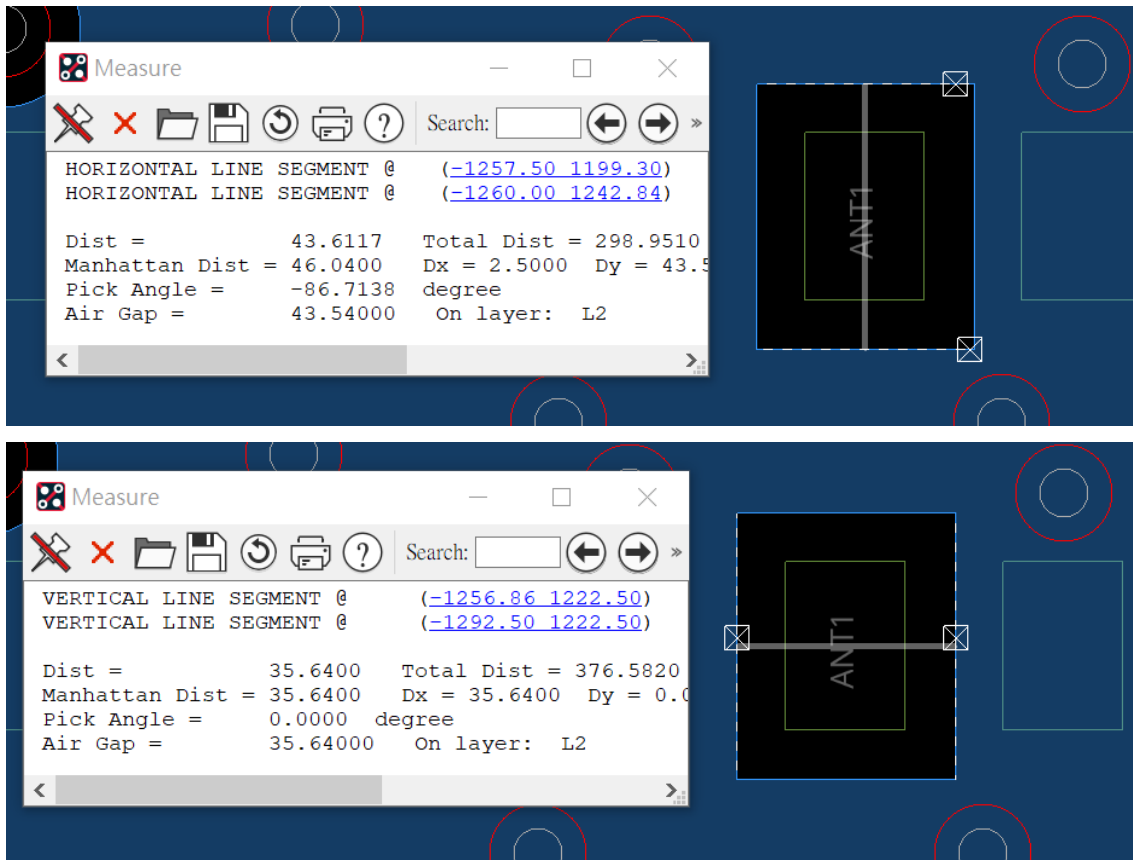 Measure
Search: »
HORIZONTAL LINE SEGMENT @ (-1257.50 1199.30)
HORIZONTAL LINE SEGMENT @ (-1260.00 1242.84)
Dist = 43.6117 Total Dist = 298.9510
Manhattan Dist = 46.0400 Dx = 2.5000 Dy = 43.5
Pick Angle = -86.7138 degree
Air Gap = 43.54000 On layer: L2
ANT1
Measure
Search: »
VERTICAL LINE SEGMENT @ (-1256.86 1222.50)
VERTICAL LINE SEGMENT @ (-1292.50 1222.50)
Dist = 35.6400 Total Dist = 376.5820
Manhattan Dist = 35.6400 Dx = 35.6400 Dy = 0.0
Pick Angle = 0.0000 degree
Air Gap = 35.64000 On layer: L2
ANT1